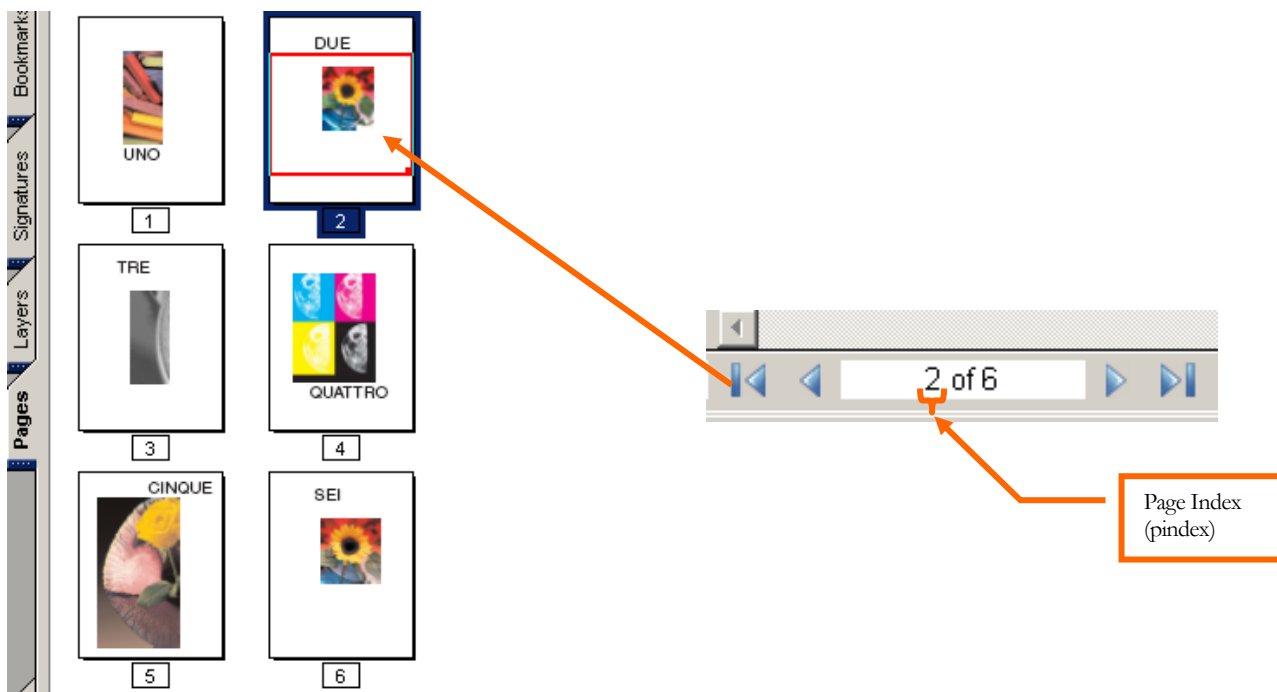 Bookmarks
Signatures
Layers
Pages
UNO
1
DUE
2
TRE
3
QUATTRO
4
CINQUE
5
SEI
6
2 of 6
Page Index
(pindex)